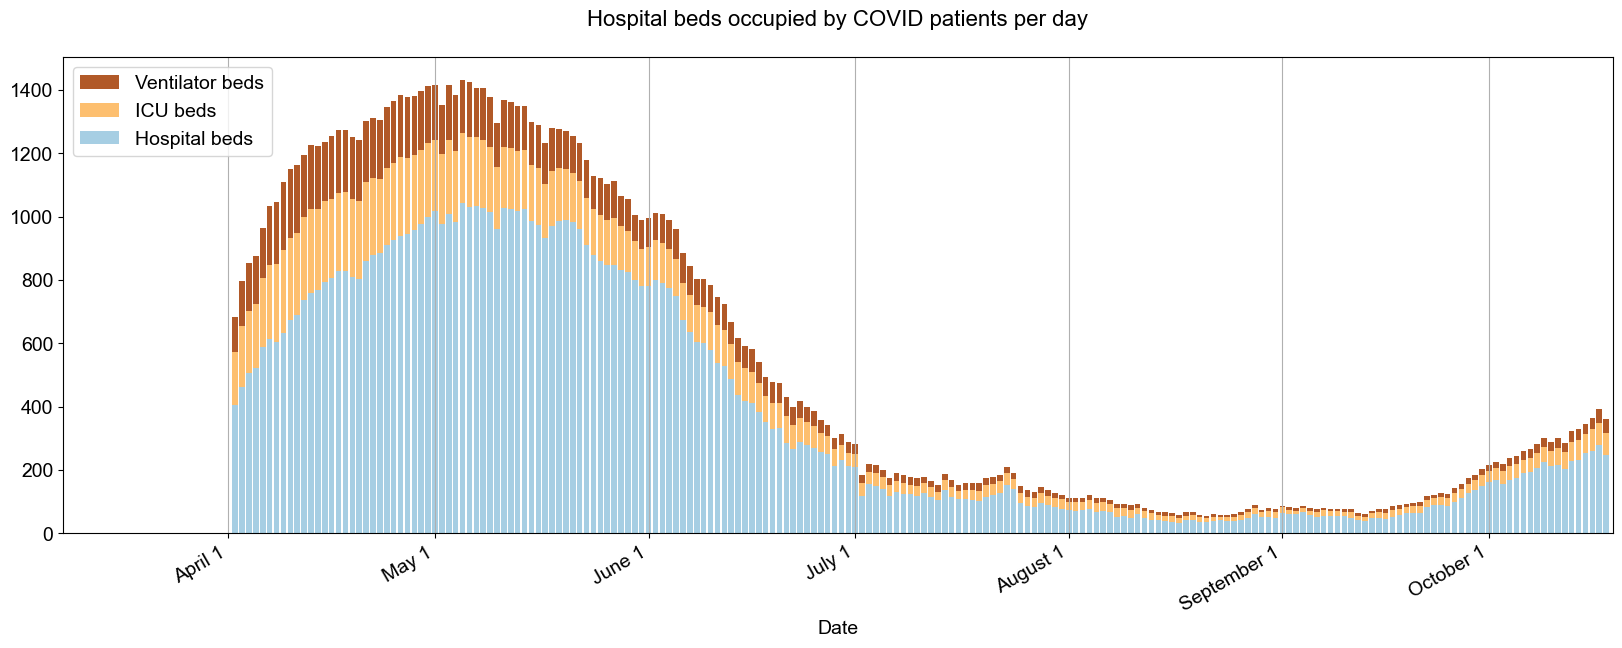 Hospital beds occupied by COVID patients per day
Ventilator beds
ICU beds
Hospital beds
1400
1200
1000
800
600
400
200
0
April 1
May 1
June 1
July 1
August 1
September 1
October 1
Date